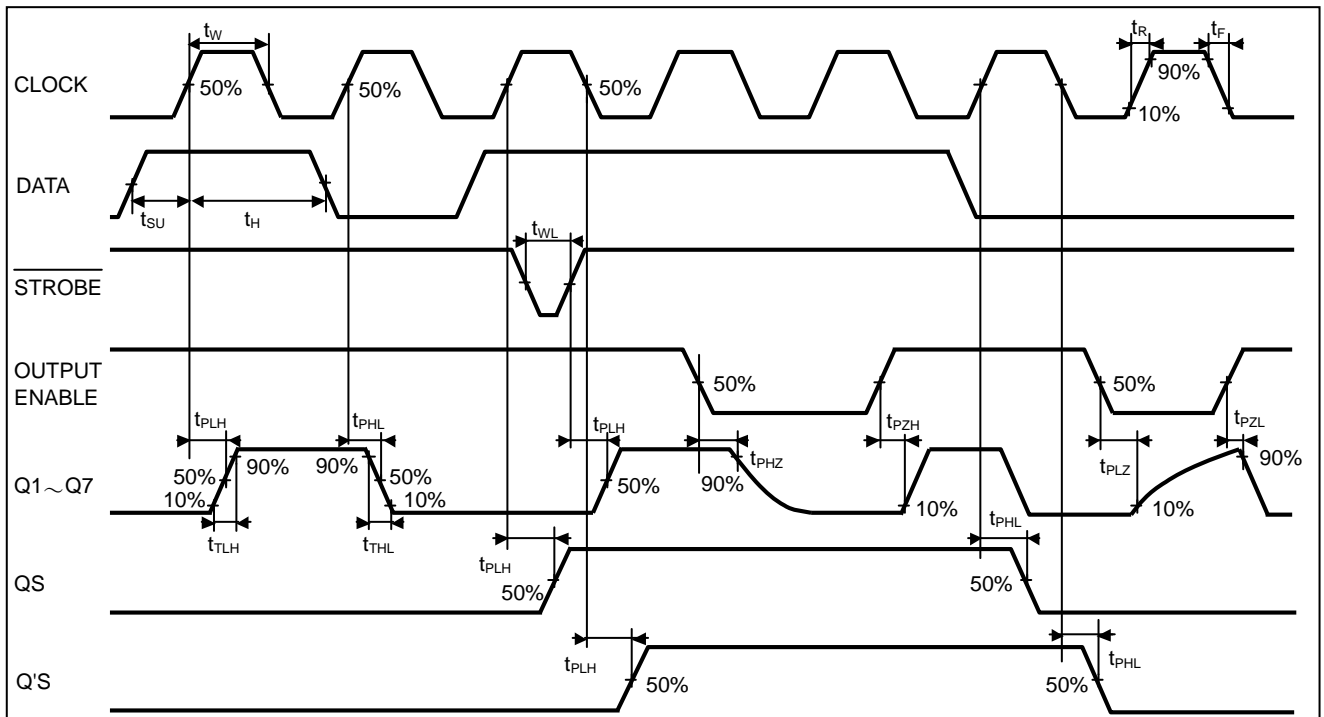 tW
tR
tF
CLOCK
50%
50%
50%
90%
10%
DATA
tSU
tH
tWL
STROBE
OUTPUT
ENABLE
50%
50%
tPLH
tPHL
tPLH
tPHZ
tPZH
tPLZ
tPZL
Q1～Q7
50%
10%
90%
90%
50%
10%
50%
90%
10%
10%
90%
tTLH
tTHL
tPLH
tPHL
QS
50%
50%
tPLH
tPHL
Q'S
50%
50%